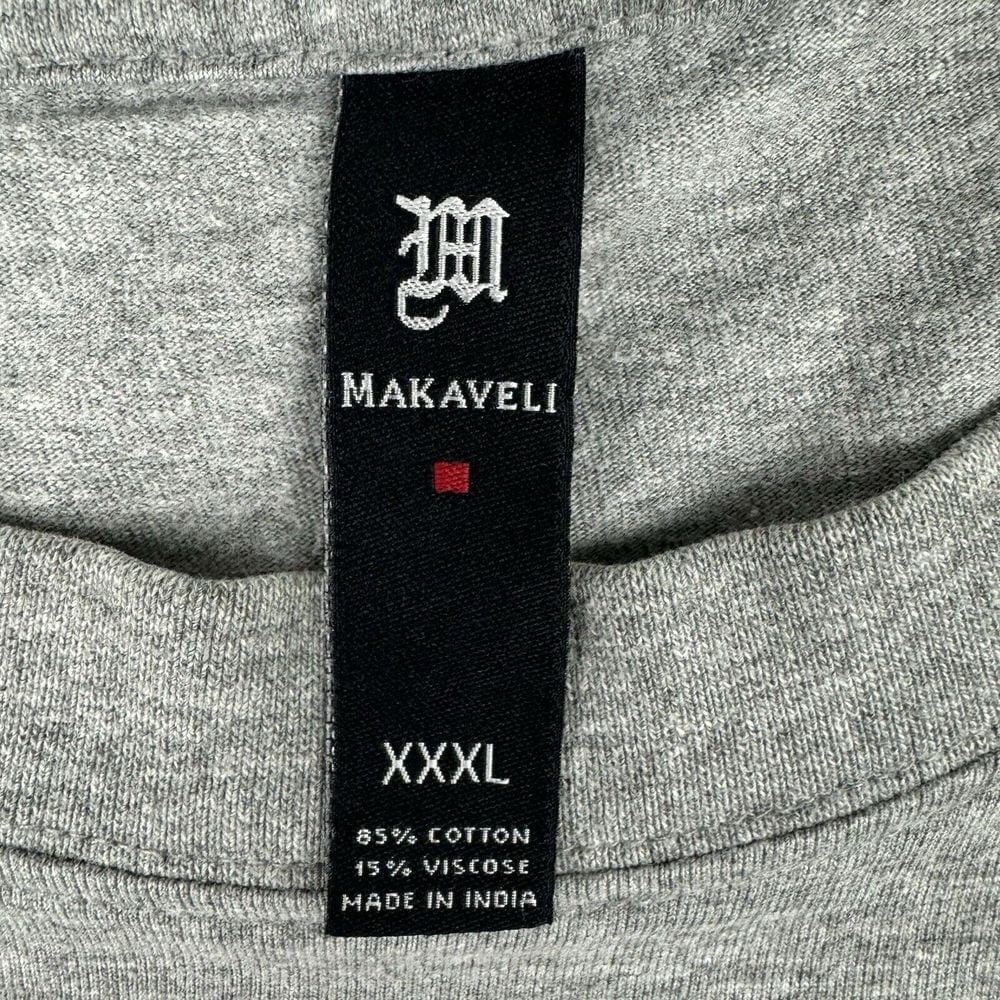 M
MAKAVELI
XXXL
85% COTTON
15% VISCOSE
MADE IN INDIA